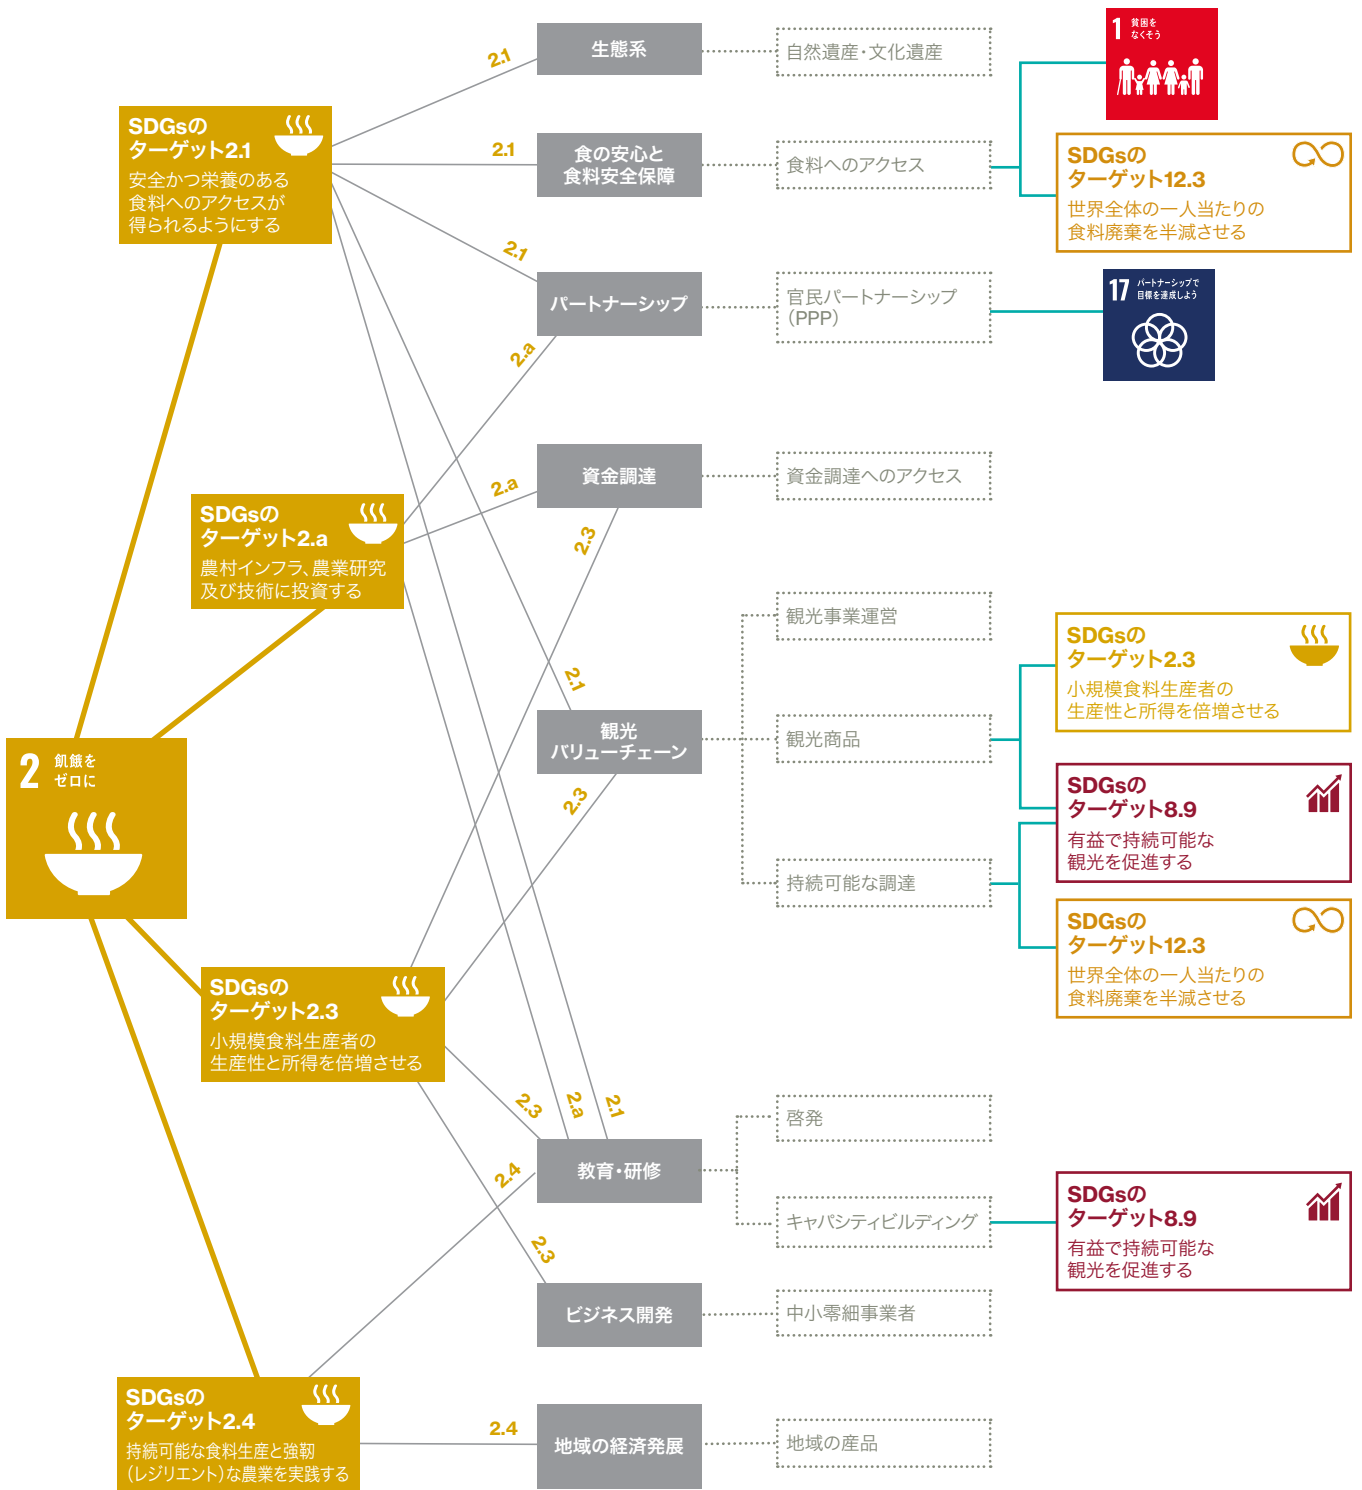 2 飢餓を
ゼロに
SDGsの
ターゲット2.1
安全かつ栄養のある
食料へのアクセスが
得られるようにする
SDGsの
ターゲット2.a
農村インフラ、農業研究
及び技術に投資する
SDGsの
ターゲット2.3
小規模食料生産者の
生産性と所得を倍増させる
SDGsの
ターゲット2.4
持続可能な食料生産と強靭
（レジリエント）な農業を実践する
2.1
2.1
2.1
2.a
2.a
2.3
2.1
2.3
2.3
2.a
2.1
2.4
2.3
2.4
生態系
食の安心と
食料安全保障
パートナーシップ
資金調達
観光
バリューチェーン
教育・研修
ビジネス開発
地域の経済発展
自然遺産・文化遺産
食料へのアクセス
官民パートナーシップ
（PPP）
資金調達へのアクセス
観光事業運営
観光商品
持続可能な調達
啓発
キャパシティビルディング
中小零細事業者
地域の産品
1 貧困を
なくそう
SDGsの
ターゲット12.3
世界全体の一人当たりの
食料廃棄を半減させる
17 パートナーシップで
目標を達成しよう
SDGsの
ターゲット2.3
小規模食料生産者の
生産性と所得を倍増させる
SDGsの
ターゲット8.9
有益で持続可能な
観光を促進する
SDGsの
ターゲット12.3
世界全体の一人当たりの
食料廃棄を半減させる
SDGsの
ターゲット8.9
有益で持続可能な
観光を促進する